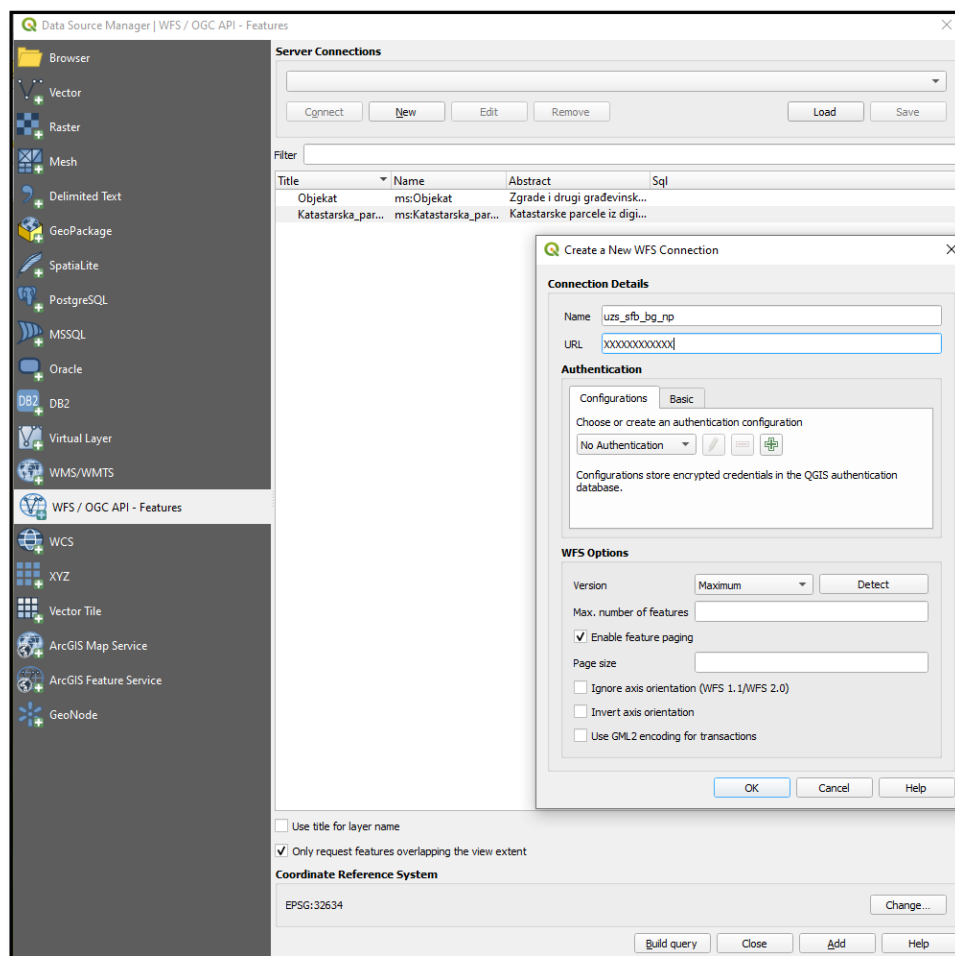 Data Source Manager | WFS / OGC API - Features
Browser
Vector
Raster
Mesh
Delimited Text
GeoPackage
SpatiaLite
PostgreSQL
MSSQL
Oracle
DB2 DB2
Virtual Layer
WMS/WMTS
WFS / OGC API - Features
WCS
XYZ
Vector Tile
ArcGIS Map Service
ArcGIS Feature Service
GeoNode
Server Connections
Connect New Edit Remove Load Save
Filter
Title Name Abstract Sql
Objekat ms:Objekat Zgrade i drugi građevinsk...
Katastarska_par... ms:Katastarska_par... Katastarske parcele iz digi...
Create a New WFS Connection
Connection Details
Name uzs_sfb_bg_np
URL XXXXXXXXXXXX
Authentication
Configurations Basic
Choose or create an authentication configuration
No Authentication
Configurations store encrypted credentials in the QGIS authentication
database.
WFS Options
Version Maximum Detect
Max. number of features
Enable feature paging
Page size
Ignore axis orientation (WFS 1.1/WFS 2.0)
Invert axis orientation
Use GML2 encoding for transactions
OK Cancel Help
Use title for layer name
Only request features overlapping the view extent
Coordinate Reference System
EPSG:32634 Change...
Build query Close Add Help